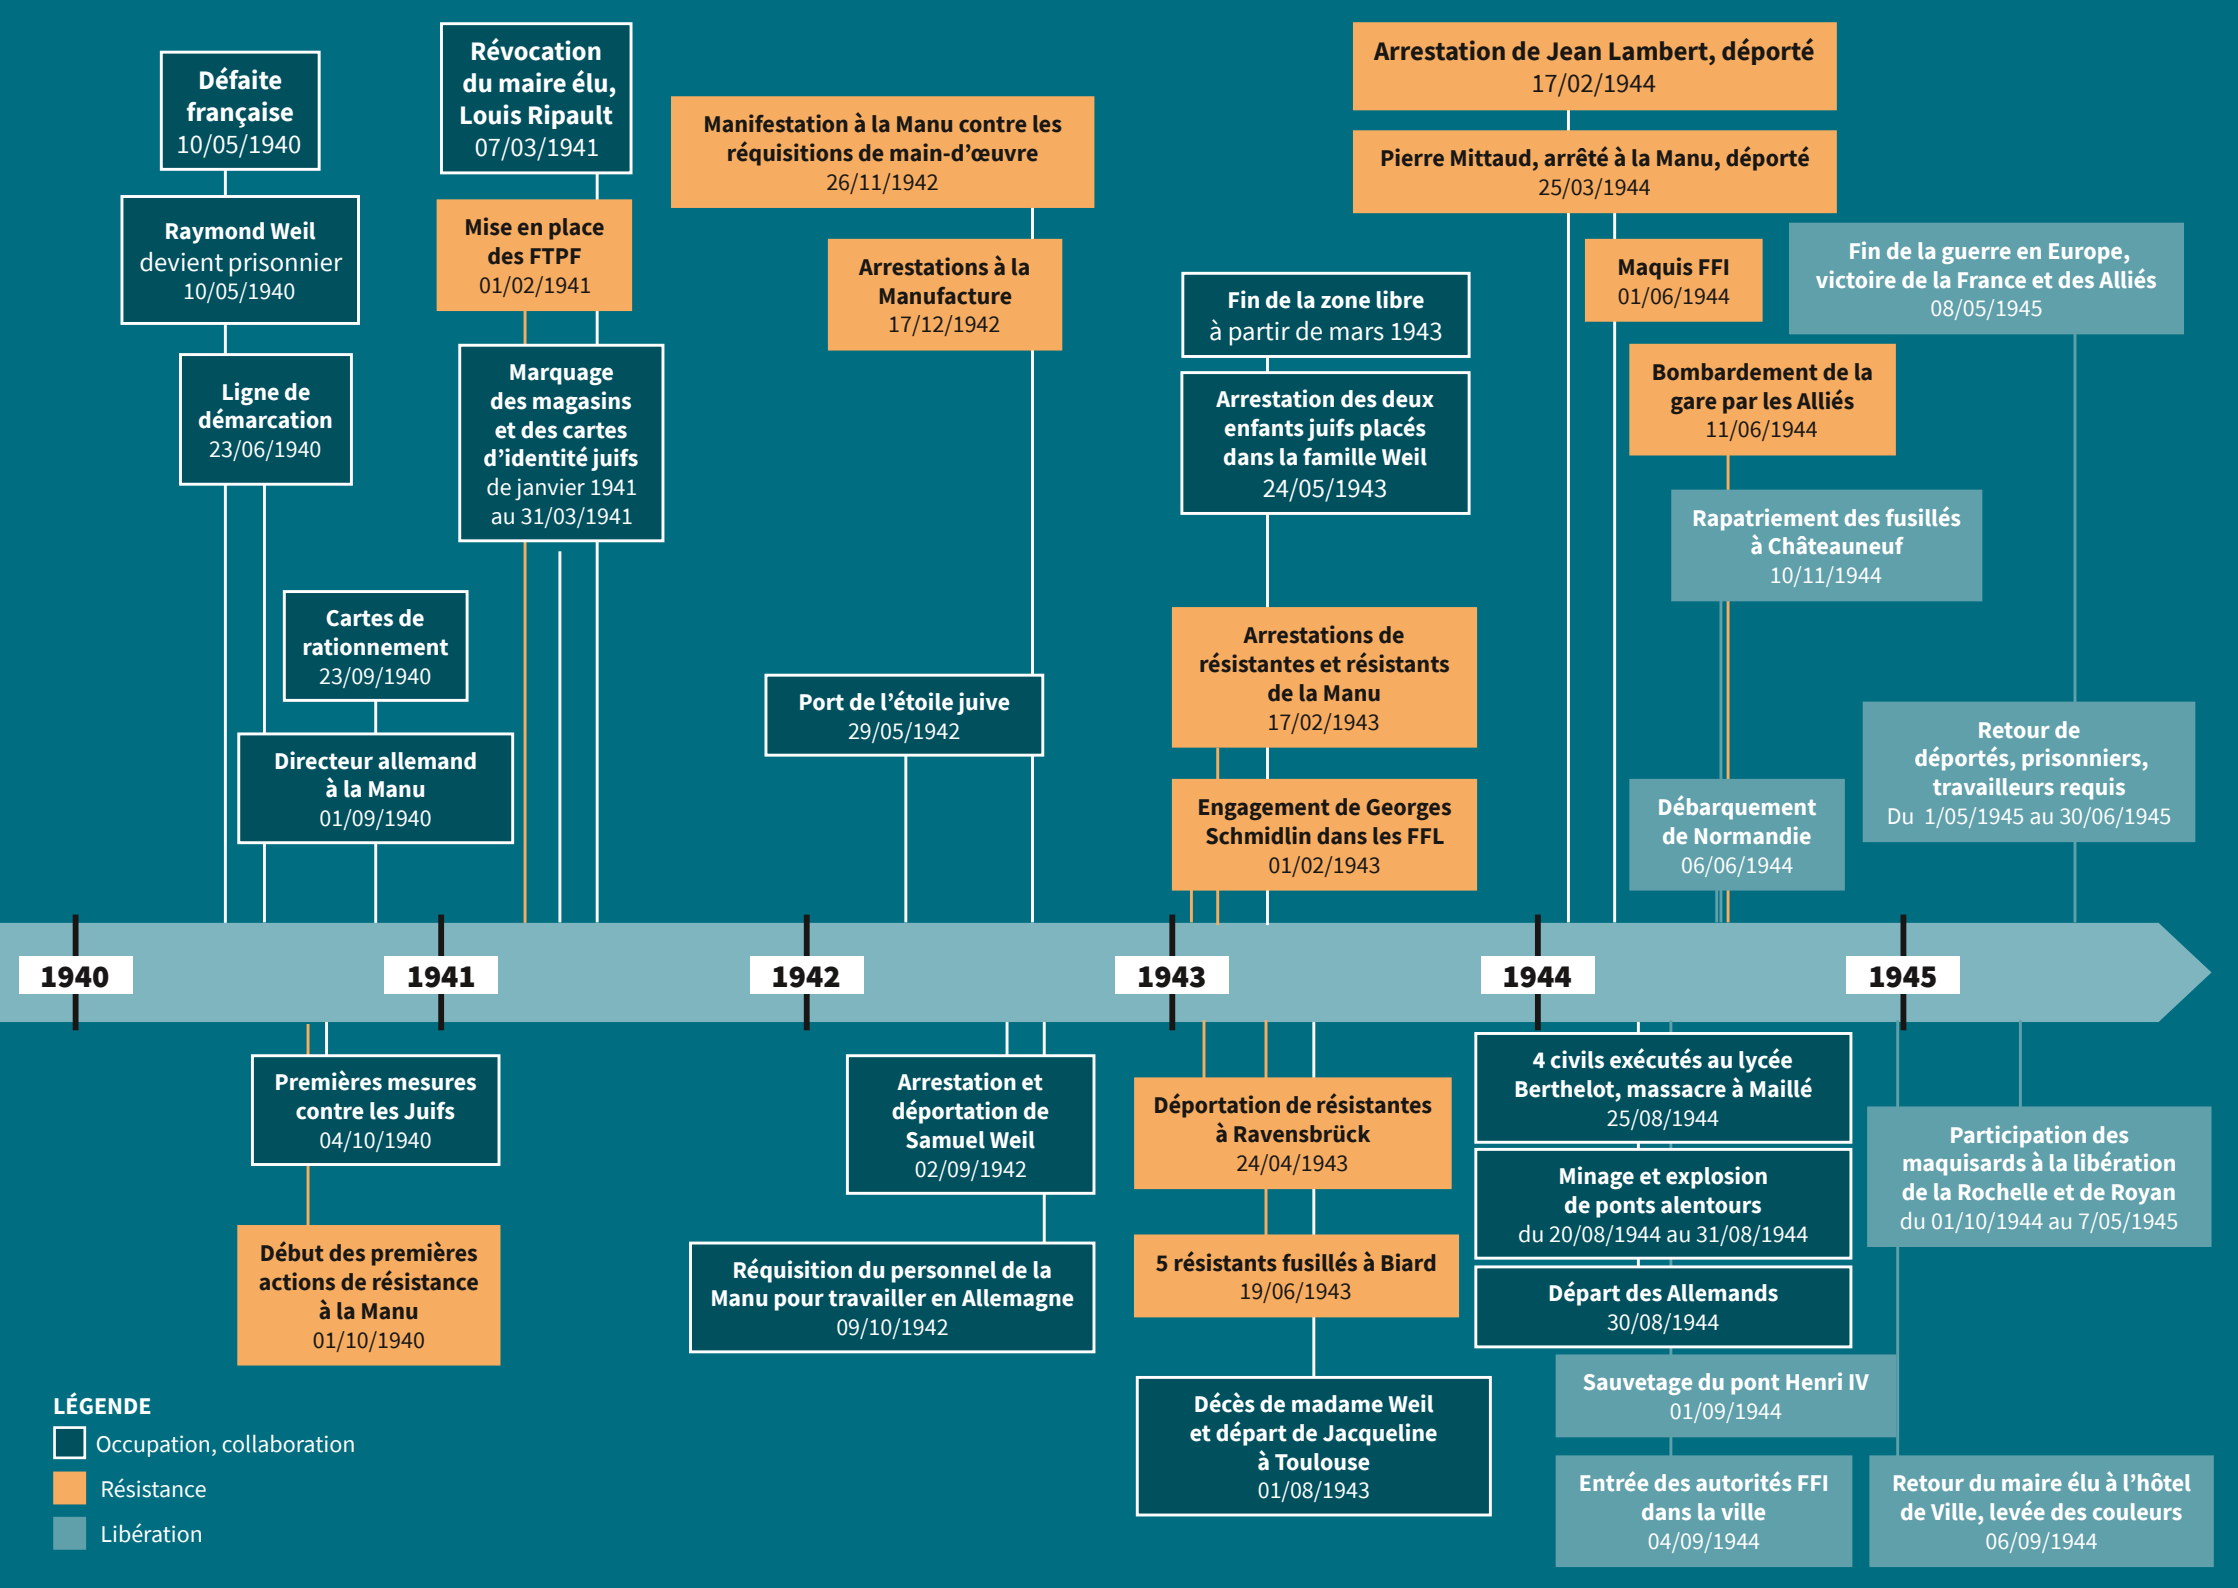 Défaite
française
10/05/1940
Raymond Weil
devient prisonnier
10/05/1940
Ligne de
démarcation
23/06/1940
Cartes de
rationnement
23/09/1940
Directeur allemand
à la Manu
01/09/1940
Révocation
du maire élu,
Louis Ripault
07/03/1941
Mise en place
des FTPF
01/02/1941
Marquage
des magasins
et des cartes
d’identité juifs
de janvier 1941
au 31/03/1941
Manifestation à la Manu contre les
réquisitions de main-d’œuvre
26/11/1942
Arrestations à la
Manufacture
17/12/1942
Port de l’étoile juive
29/05/1942
Fin de la zone libre
à partir de mars 1943
Arrestation des deux
enfants juifs placés
dans la famille Weil
24/05/1943
Arrestations de
résistantes et résistants
de la Manu
17/02/1943
Engagement de Georges
Schmidlin dans les FFL
01/02/1943
Arrestation de Jean Lambert, déporté
17/02/1944
Pierre Mittaud, arrêté à la Manu, déporté
25/03/1944
Maquis FFI
01/06/1944
Fin de la guerre en Europe,
victoire de la France et des Alliés
08/05/1945
Bombardement de la
gare par les Alliés
11/06/1944
Rapatriement des fusillés
à Châteauneuf
10/11/1944
Débarquement
de Normandie
06/06/1944
Retour de
déportés, prisonniers,
travailleurs requis
Du 1/05/1945 au 30/06/1945
1940
1941
1942
1943
1944
1945
Premières mesures
contre les Juifs
04/10/1940
Début des premières
actions de résistance
à la Manu
01/10/1940
Arrestation et
déportation de
Samuel Weil
02/09/1942
Réquisition du personnel de la
Manu pour travailler en Allemagne
09/10/1942
Déportation de résistantes
à Ravensbrück
24/04/1943
5 résistants fusillés à Biard
19/06/1943
Décès de madame Weil
et départ de Jacqueline
à Toulouse
01/08/1943
4 civils exécutés au lycée
Berthelot, massacre à Maillé
25/08/1944
Minage et explosion
de ponts alentours
du 20/08/1944 au 31/08/1944
Départ des Allemands
30/08/1944
Sauvetage du pont Henri IV
01/09/1944
Entrée des autorités FFI
dans la ville
04/09/1944
Participation des
maquisards à la libération
de la Rochelle et de Royan
du 01/10/1944 au 7/05/1945
Retour du maire élu à l’hôtel
de Ville, levée des couleurs
06/09/1944
LÉGENDE
Occupation, collaboration
Résistance
Libération